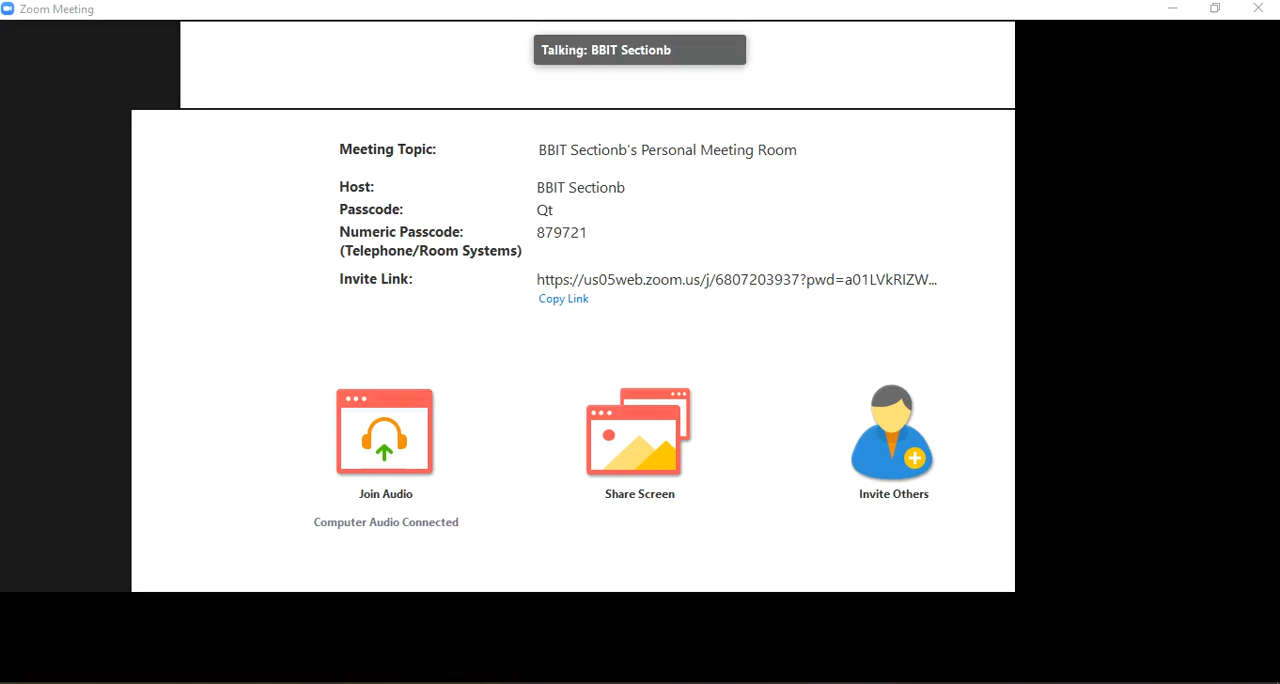 Zoom Meeting
Talking: BBIT Sectionb
Meeting Topic: BBIT Sectionb's Personal Meeting Room
Host: BBIT Sectionb
Passcode: Qt
Numeric Passcode: 879721
(Telephone/Room Systems)
Invite Link: https://us05web.zoom.us/j/6807203937?pwd=a01LVkRIZW...
Copy Link
Join Audio Share Screen Invite Others
Computer Audio Connected